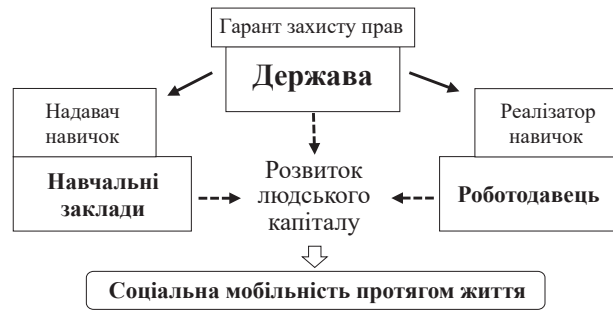 Гарант захисту прав
Держава
Надавач
навичок
Навчальні
заклади
Розвиток
людського
капіталу
Реалізатор
навичок
Роботодавець
Соціальна мобільність протягом життя